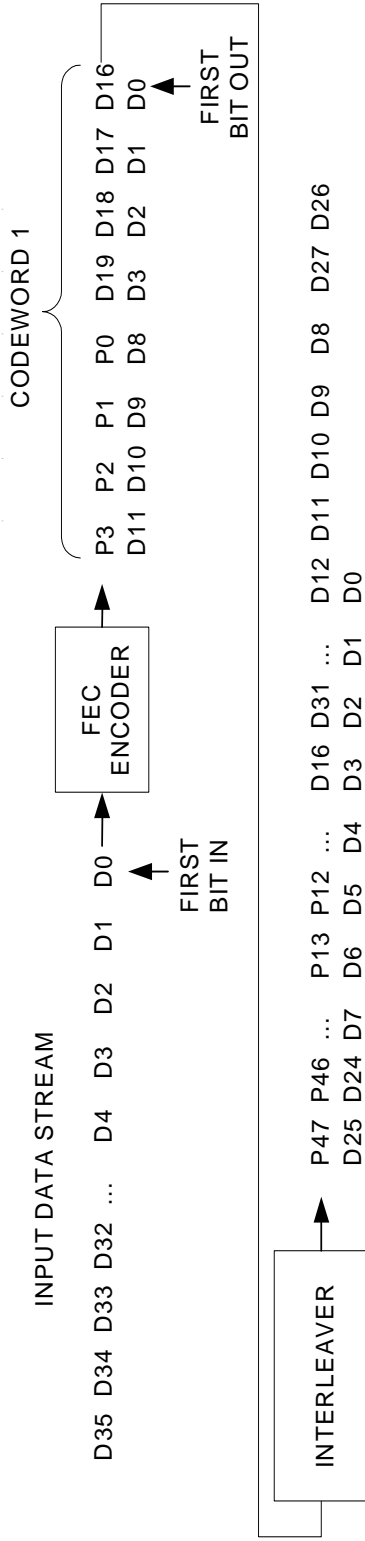 INPUT DATA STREAM
D35 D34 D33 D32 ... D4 D3 D2 D1 D0
FIRST
BIT IN
FEC
ENCODER
CODEWORD 1
P3 P2 P1 P0 D19 D18 D17 D16
D11 D10 D9 D8 D3 D2 D1 D0
FIRST
BIT OUT
INTERLEAVER
P47 P46 ... P13 P12 ... D16 D31 ... D12 D11 D10 D9 D8 D27 D26
D25 D24 D7 D6 D5 D4 D3 D2 D1 D0